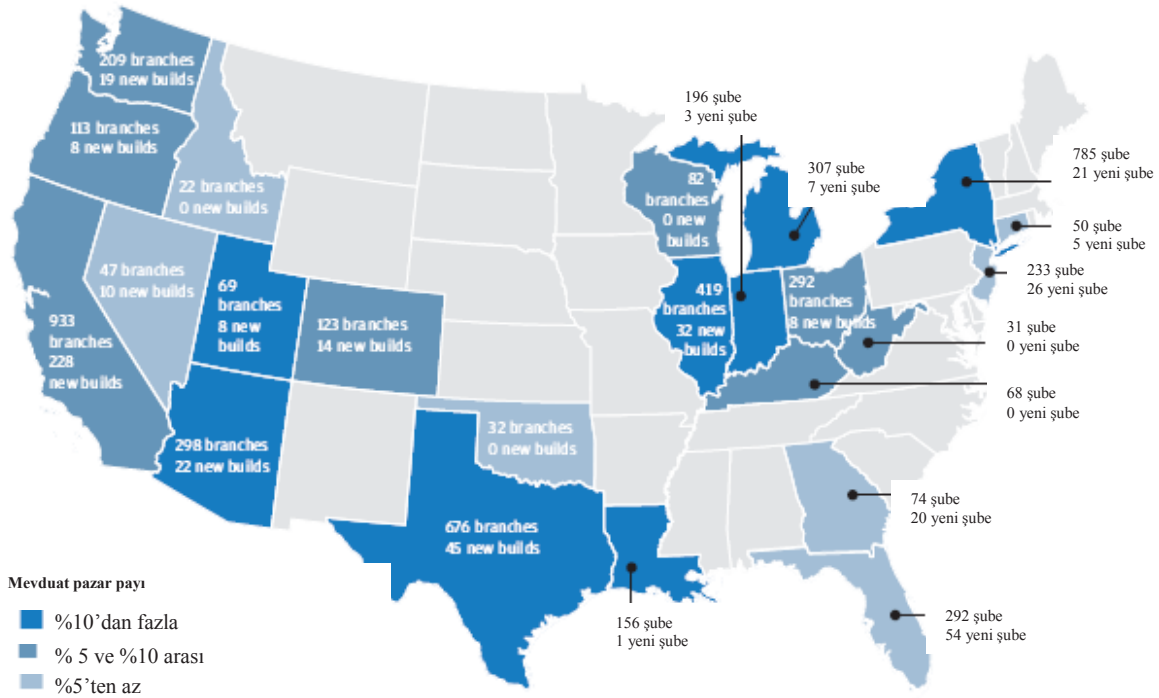 209 branches
19 new builds
113 branches
8 new builds
22 branches
0 new builds
47 branches
10 new builds
933
branches
228
new builds
69
branches
8 new
builds
123 branches
14 new builds
298 branches
22 new builds
32 branches
0 new builds
676 branches
45 new builds
82
branches
0 new
builds
419
branches
32 new
builds
292
branches
8 new builds
196 şube
3 yeni şube
307 şube
7 yeni şube
785 şube
21 yeni şube
50 şube
5 yeni şube
233 şube
26 yeni şube
31 şube
0 yeni şube
68 şube
0 yeni şube
74 şube
20 yeni şube
292 şube
54 yeni şube
156 şube
1 yeni şube
Mevduat pazar payı
%10’dan fazla
% 5 ve %10 arası
%5’ten az